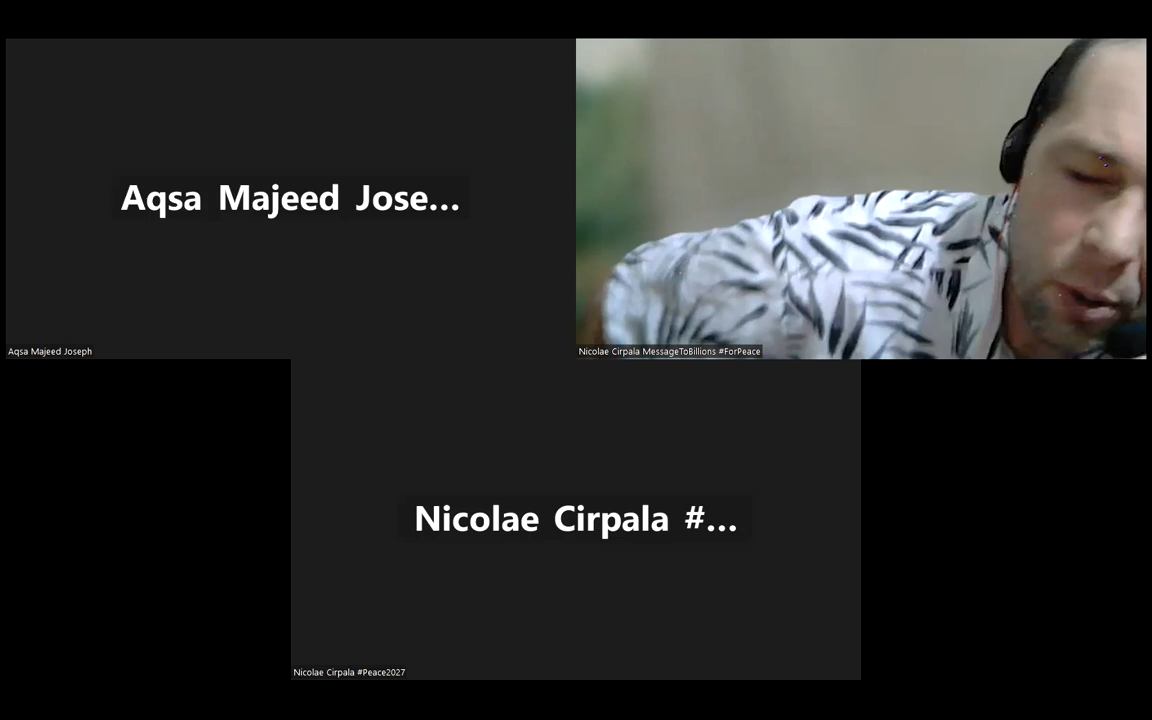 Aqsa Majeed Jose...
Aqsa Majeed Joseph
Nicolae Cirpala MessageToBillions #ForPeace
Nicolae Cirpala #...
Nicolae Cirpala #Peace2027